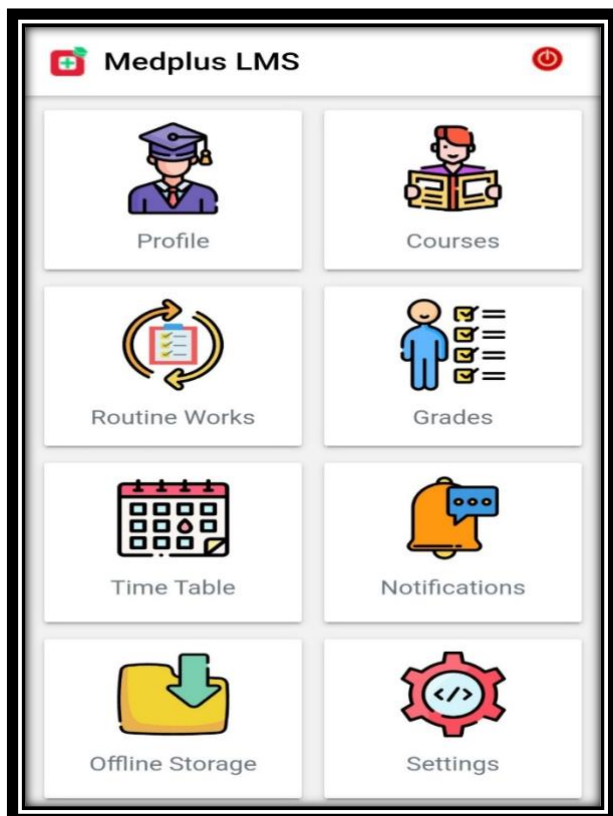 Medplus LMS
Profile
Courses
Routine Works
Grades
Time Table
Notifications
Offline Storage
Settings